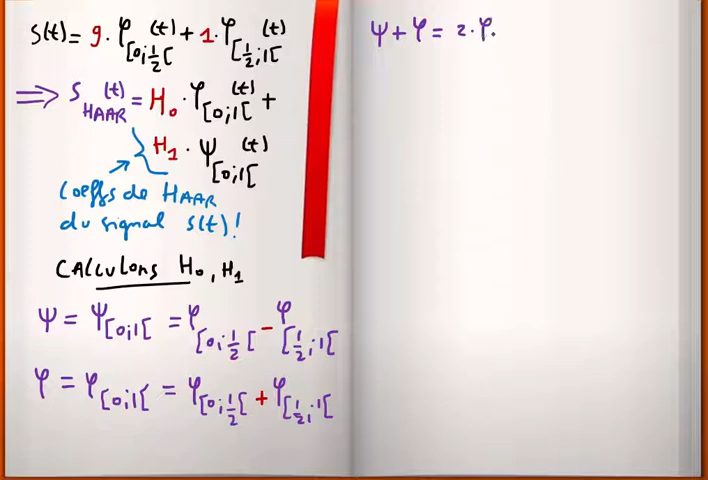 s(t) = 9 · φ[0;1/2[ (t) + 1 · φ[1/2;1[ (t)
⟹ s HAAR (t) = H₀ · φ[0;1[ (t) +
H₁ · ψ[0;1[ (t)
Coeffs de HAAR
du signal s(t) !
CALCULONS H₀, H₁
ψ = ψ[0;1[ = φ[0;1/2[ - φ[1/2;1[
φ = φ[0;1[ = φ[0;1/2[ + φ[1/2;1[
ψ + φ = 2 · φ